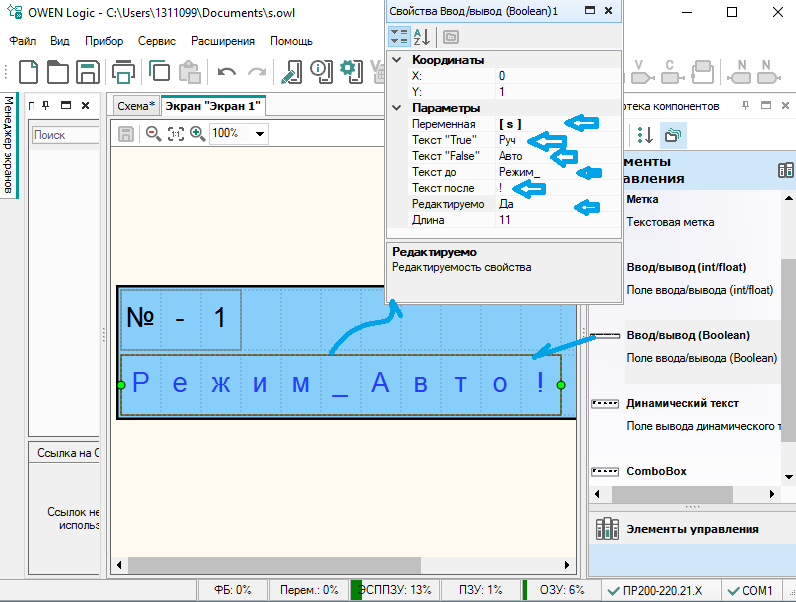 OWEN Logic - C:\Users\1311099\Documents\s.owl
Файл Вид Прибор Сервис Расширения Помощь
Свойства Ввод/вывод (Boolean)1
Координаты
X: 0
Y: 1
Параметры
Переменная [ s ]
Текст "True" Руч
Текст "False" Авто
Текст до Режим_
Текст после !
Редактируемо Да
Длина 11
Редактируемо
Редактируемость свойства
Менеджер экранов
П
Поиск
Ссылка на
Ссылок не
исполь
Схема* Экран "Экран 1"
100%
№ - 1
Режим_Авто!
V C N N
тека компонентов
менты
авления
Метка
Текстовая метка
Ввод/вывод (int/float)
Поле ввода/вывода (int/float)
Ввод/вывод (Boolean)
Поле ввода/вывода (Boolean)
Динамический текст
Поле вывода динамического т
ComboBox
Элементы управления
ФБ: 0% Перем.: 0% ЭСППЗУ: 13% ПЗУ: 1% ОЗУ: 6% ПР200-220.21.X COM1